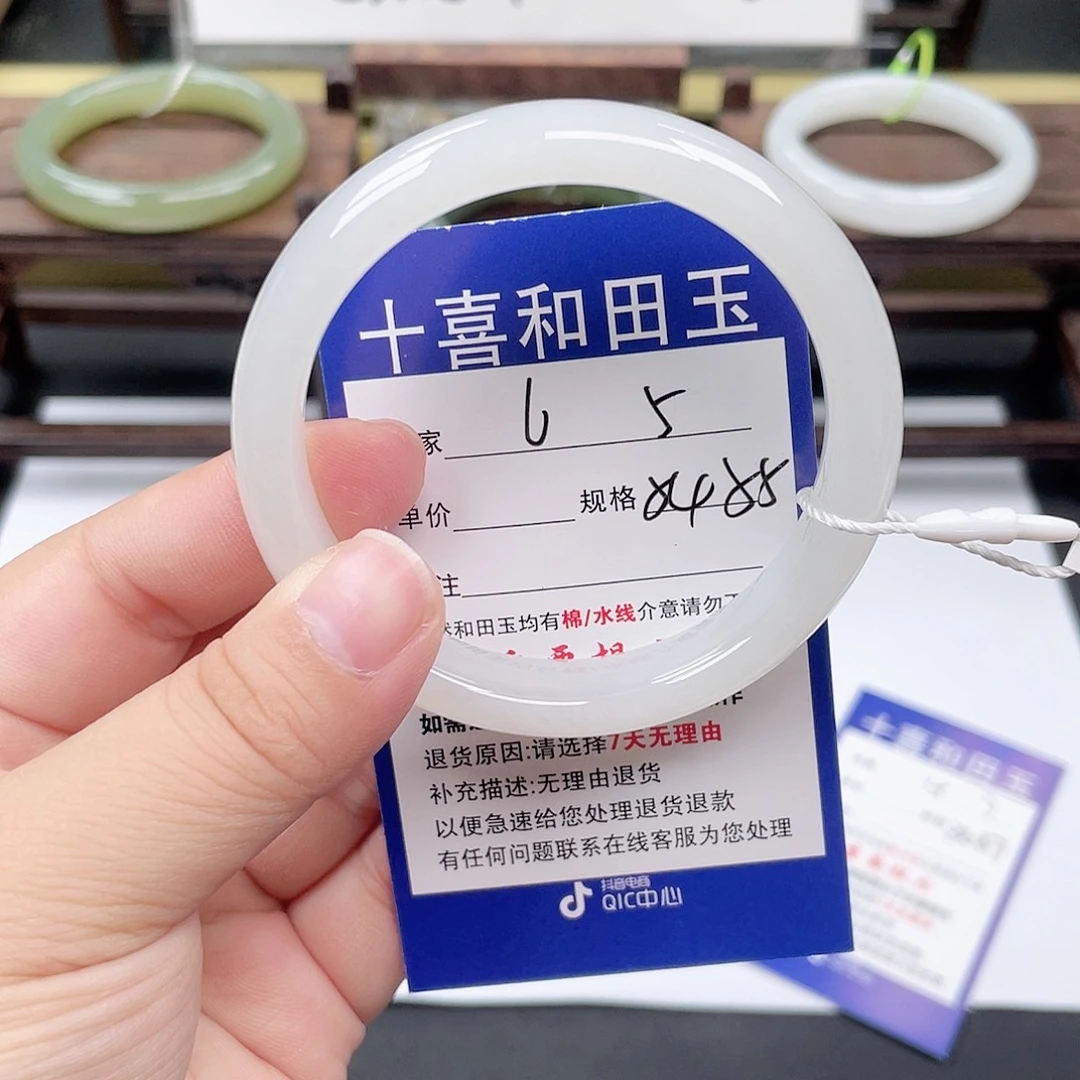 十喜和田玉
家 6 5
单价 规格
注
然和田玉均有棉/水线介意请勿下
如需
退货原因:请选择7天无理由
补充描述:无理由退货
以便急速给您处理退货退款
有任何问题联系在线客服为您处理
抖音电商
QIC中心
十喜和田玉